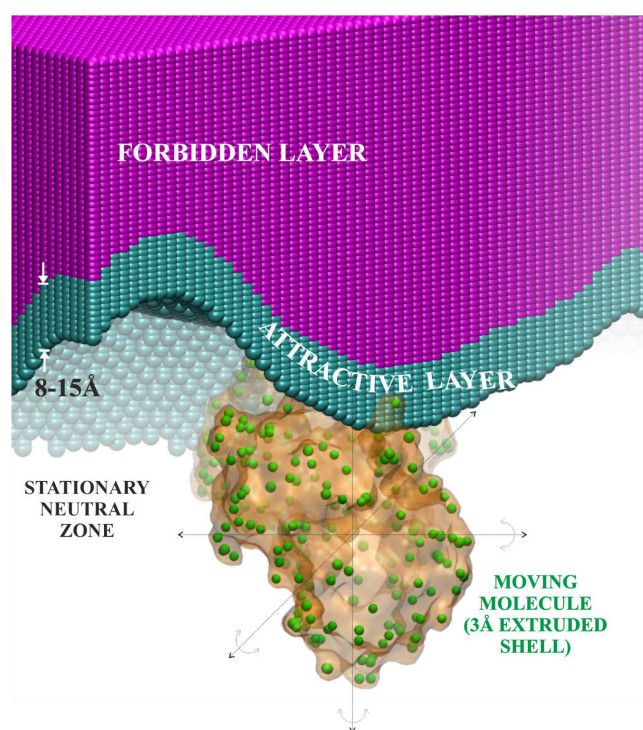 FORBIDDEN LAYER
ATTRACTIVE LAYER
8-15Å
STATIONARY
NEUTRAL
ZONE
MOVING
MOLECULE
(3Å EXTRUDED
SHELL)